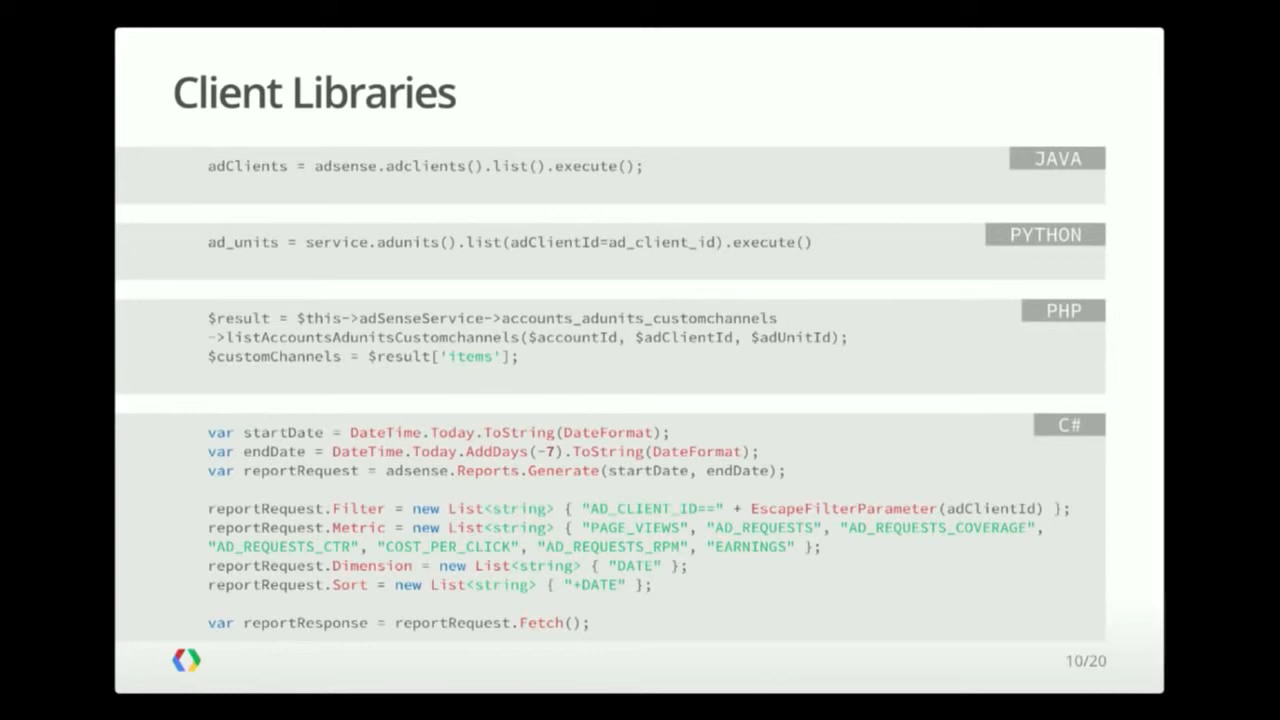 Client Libraries
JAVA
adClients = adsense.adclients().list().execute();
PYTHON
ad_units = service.adunits().list(adClientId=ad_client_id).execute()
PHP
$result = $this->adSenseService->accounts_adunits_customchannels
->listAccountsAdunitsCustomchannels($accountId, $adClientId, $adUnitId);
$customChannels = $result['items'];
C#
var startDate = DateTime.Today.ToString(DateFormat);
var endDate = DateTime.Today.AddDays(-7).ToString(DateFormat);
var reportRequest = adsense.Reports.Generate(startDate, endDate);
reportRequest.Filter = new List<string> { "AD_CLIENT_ID==" + EscapeFilterParameter(adClientId) };
reportRequest.Metric = new List<string> { "PAGE_VIEWS", "AD_REQUESTS", "AD_REQUESTS_COVERAGE",
"AD_REQUESTS_CTR", "COST_PER_CLICK", "AD_REQUESTS_RPM", "EARNINGS" };
reportRequest.Dimension = new List<string> { "DATE" };
reportRequest.Sort = new List<string> { "+DATE" };
var reportResponse = reportRequest.Fetch();
10/20